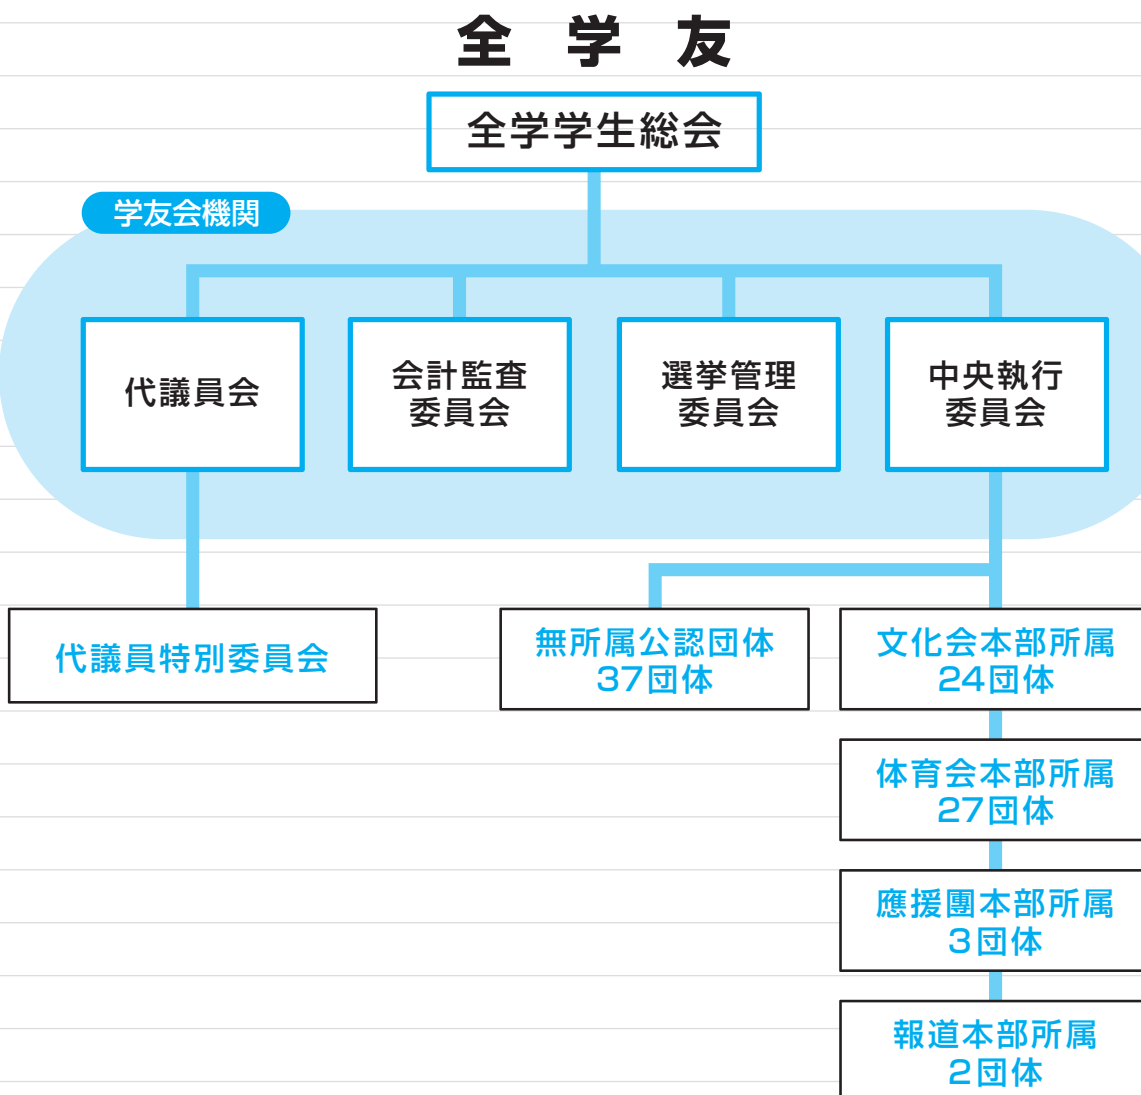 全 学 友
全学学生総会
学友会機関
代議員会
会計監査
委員会
選挙管理
委員会
中央執行
委員会
代議員特別委員会
無所属公認団体
37団体
文化会本部所属
24団体
体育会本部所属
27団体
應援團本部所属
3団体
報道本部所属
2団体